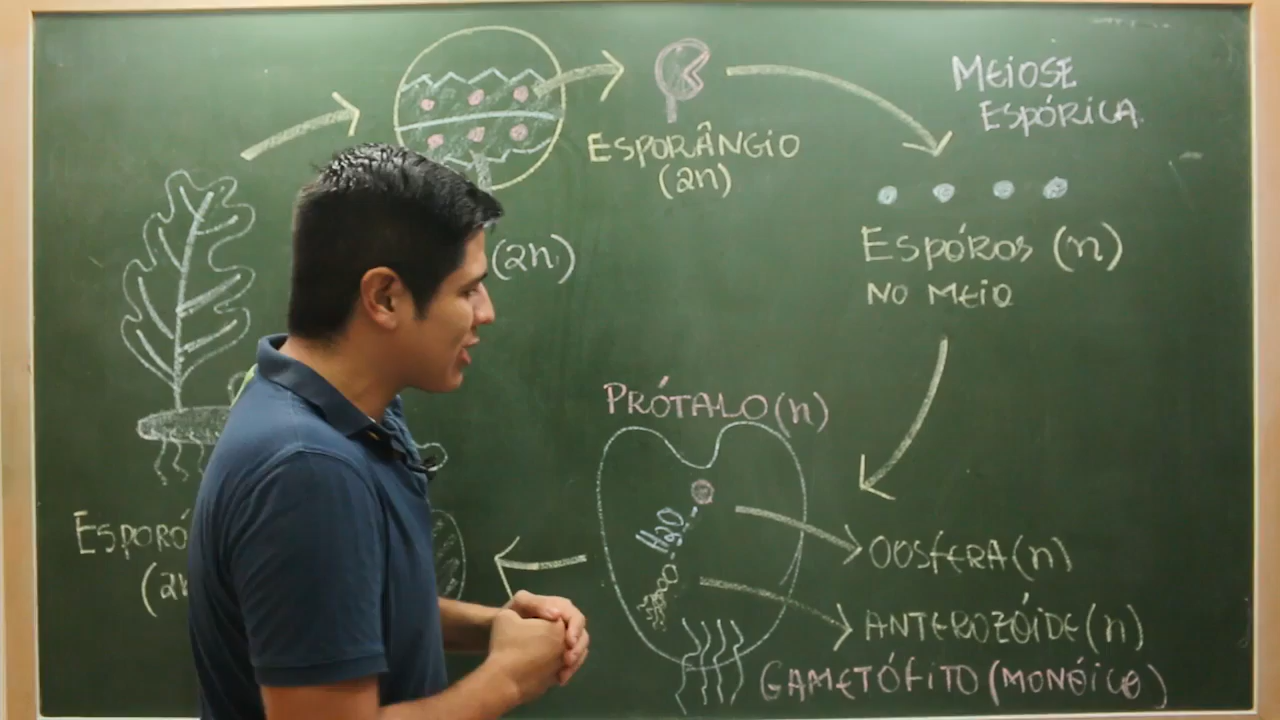 MEIOSE
ESPÓRICA
ESPORÂNGIO
(2n)
ESPÓROS (n)
NO MEIO
(2n)
PRÓTALO (n)
H2O
OOSFERA (n)
ANTEROZÓIDE (n)
GAMETÓFITO (MONÓICO)